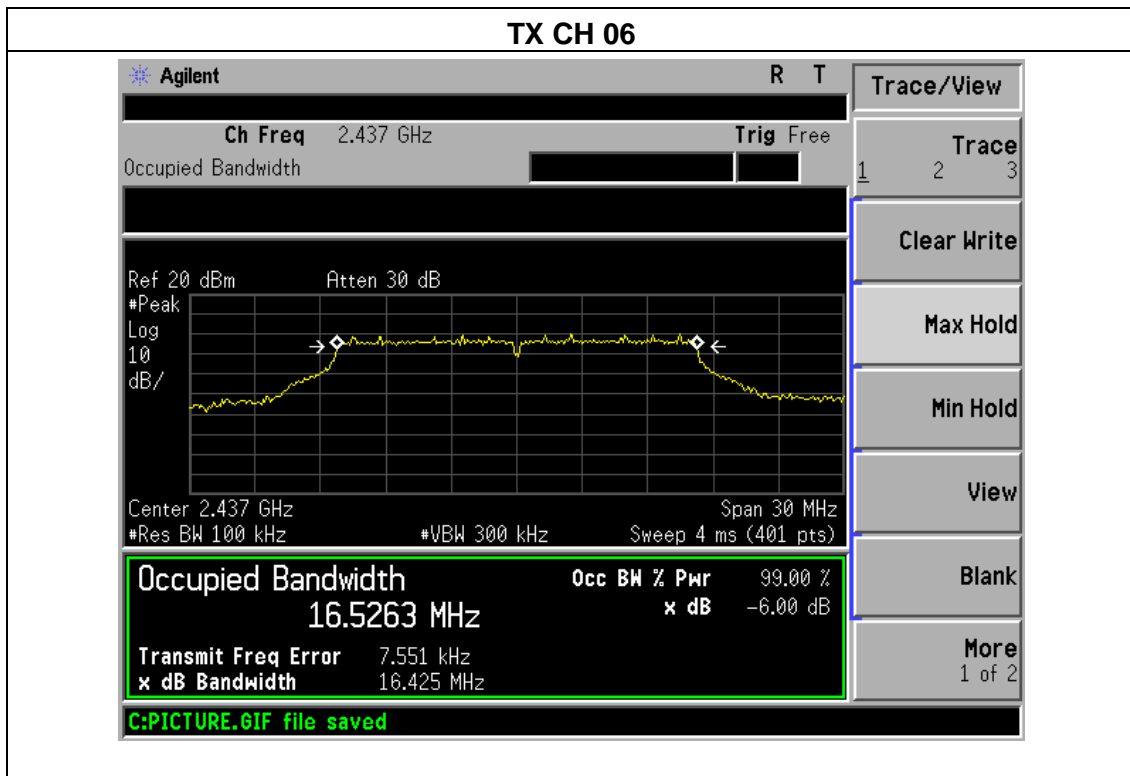 TX CH 06
Agilent R T
Ch Freq 2.437 GHz Trig Free
Occupied Bandwidth
Ref 20 dBm Atten 30 dB
#Peak
Log
10
dB/
Center 2.437 GHz Span 30 MHz
#Res BW 100 kHz #VBW 300 kHz Sweep 4 ms (401 pts)
Occupied Bandwidth
16.5263 MHz
Occ BW % Pwr 99.00 %
x dB -6.00 dB
Transmit Freq Error 7.551 kHz
x dB Bandwidth 16.425 MHz
C:PICTURE.GIF file saved
Trace/View
Trace
1 2 3
Clear Write
Max Hold
Min Hold
View
Blank
More
1 of 2